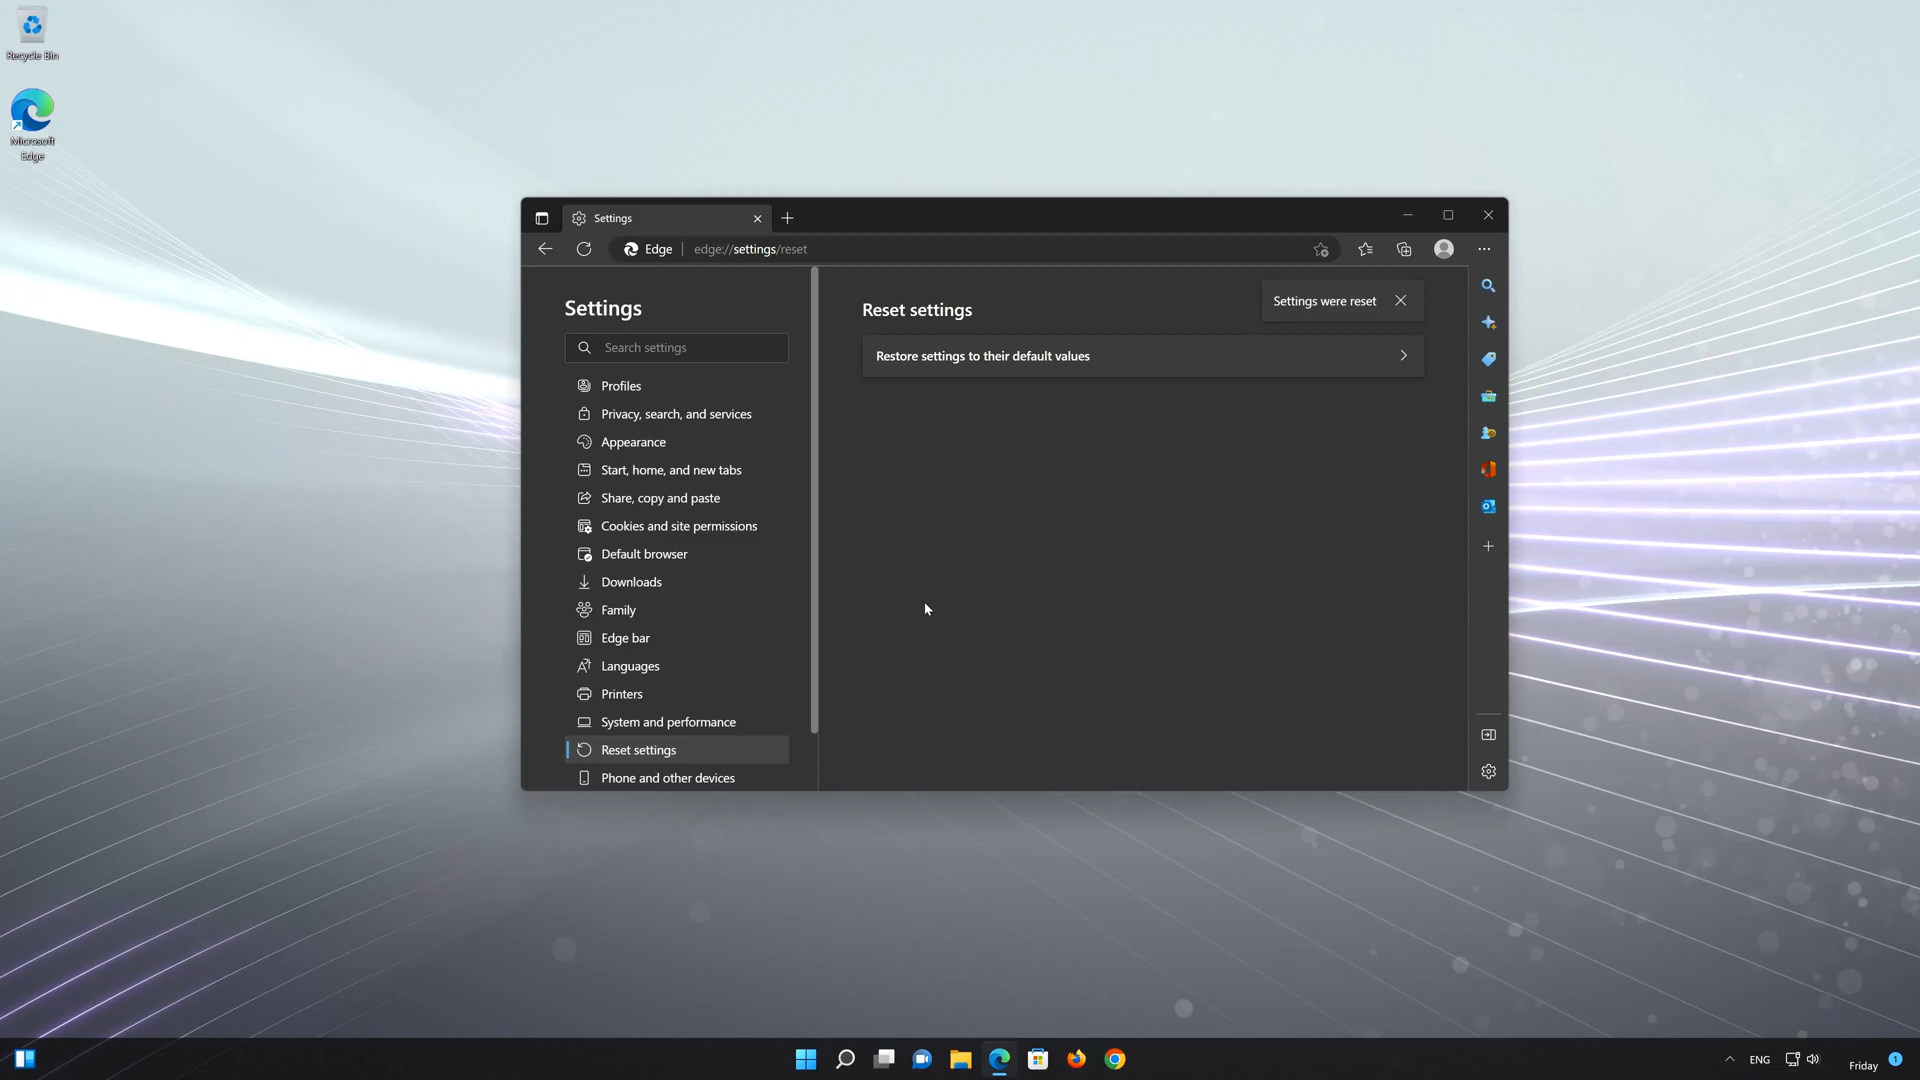 Recycle Bin
Microsoft
Edge
Settings
Edge
edge://settings/reset
Settings
Search settings
Profiles
Privacy, search, and services
Appearance
Start, home, and new tabs
Share, copy and paste
Cookies and site permissions
Default browser
Downloads
Family
Edge bar
Languages
Printers
System and performance
Reset settings
Phone and other devices
Reset settings
Settings were reset
Restore settings to their default values
ENG
Friday
1